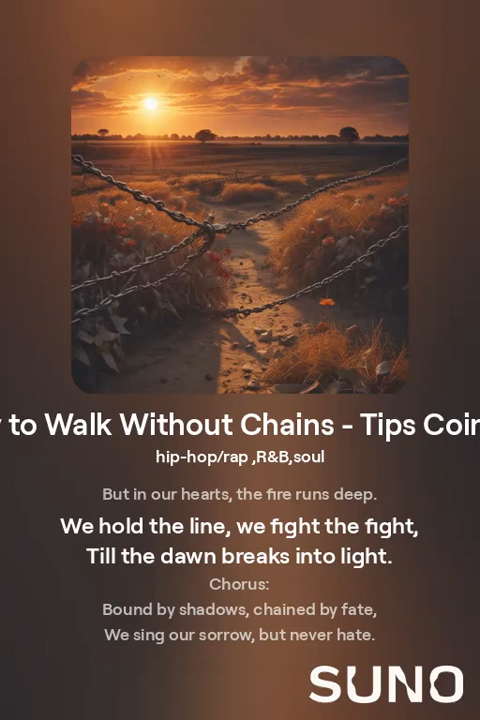 to Walk Without Chains - Tips Coin
hip-hop/rap ,R&B,soul
But in our hearts, the fire runs deep.
We hold the line, we fight the fight,
Till the dawn breaks into light.
Chorus:
Bound by shadows, chained by fate,
We sing our sorrow, but never hate.
SUNO